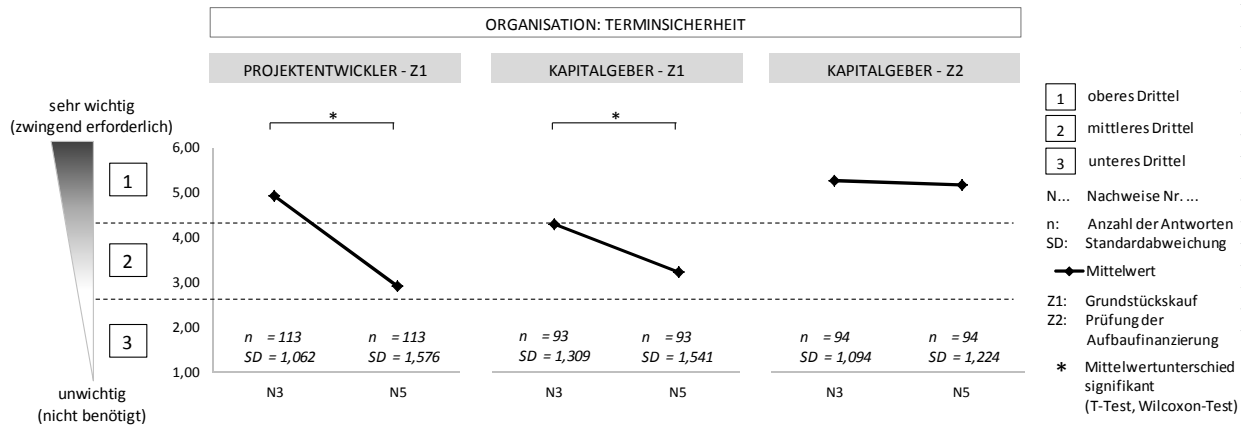 ORGANISATION: TERMINSICHERHEIT
PROJEKTENTWICKLER - Z1
KAPITALGEBER - Z1
KAPITALGEBER - Z2
sehr wichtig
(zwingend erforderlich)
1
2
3
unwichtig
(nicht benötigt)
6,00
5,00
4,00
3,00
2,00
1,00
*
n = 113
SD = 1,062
n = 113
SD = 1,576
N3
N5
*
n = 93
SD = 1,309
n = 93
SD = 1,541
N3
N5
n = 94
SD = 1,094
n = 94
SD = 1,224
N3
N5
1 oberes Drittel
2 mittleres Drittel
3 unteres Drittel
N... Nachweise Nr. ...
n: Anzahl der Antworten
SD: Standardabweichung
Mittelwert
Z1: Grundstückskauf
Z2: Prüfung der
Aufbaufinanzierung
* Mittelwertunterschied
signifikant
(T-Test, Wilcoxon-Test)